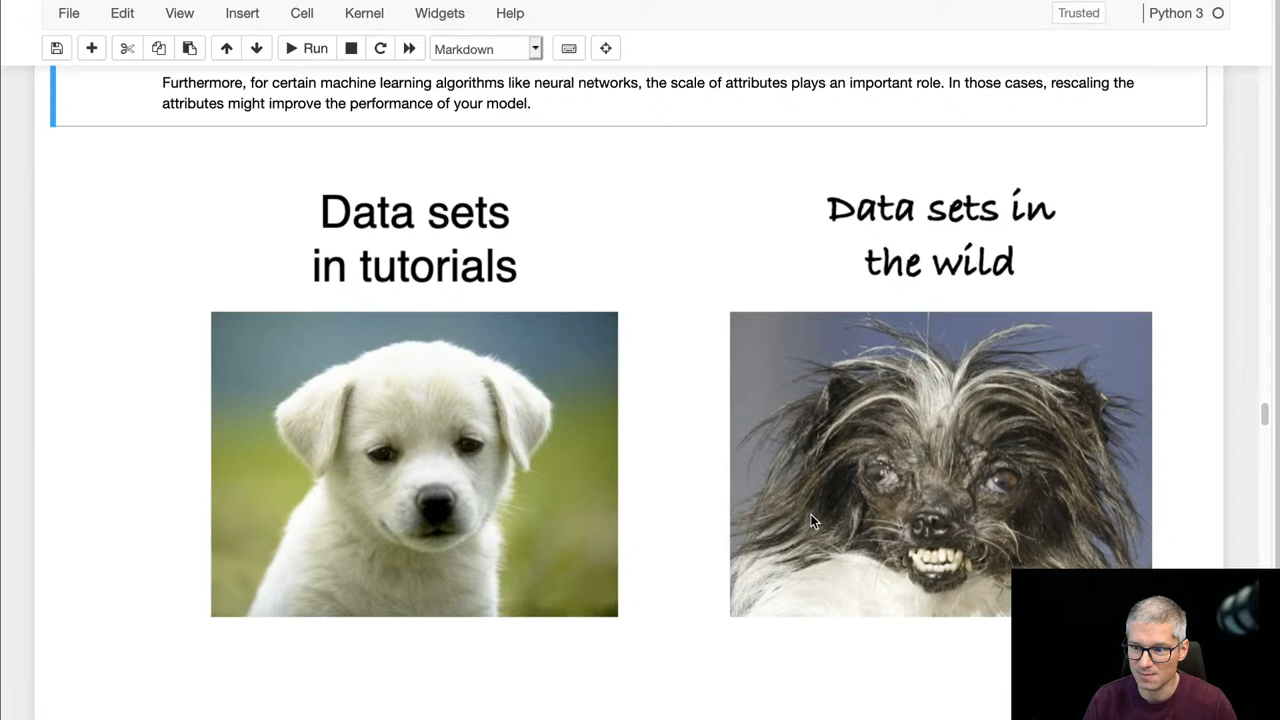 File Edit View Insert Cell Kernel Widgets Help Trusted Python 3
Run Markdown
Furthermore, for certain machine learning algorithms like neural networks, the scale of attributes plays an important role. In those cases, rescaling the
attributes might improve the performance of your model.
Data sets
in tutorials
Data sets in
the wild